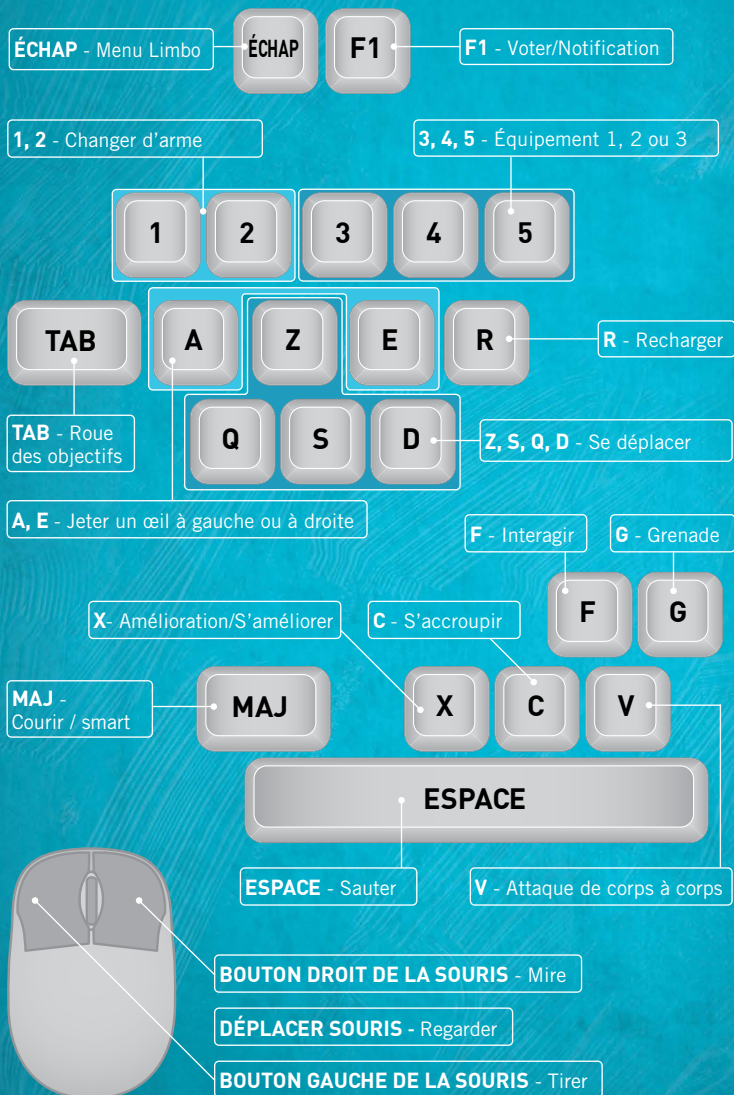 ÉCHAP - Menu Limbo
ÉCHAP
F1
F1 - Voter/Notification
1, 2 - Changer d'arme
3, 4, 5 - Équipement 1, 2 ou 3
1
2
3
4
5
TAB
A
Z
E
R
R - Recharger
TAB - Roue
des objectifs
Q
S
D
Z, S, Q, D - Se déplacer
A, E - Jeter un œil à gauche ou à droite
F - Interagir
G - Grenade
F
G
X- Amélioration/S'améliorer
C - S'accroupir
MAJ -
Courir / smart
MAJ
X
C
V
ESPACE
ESPACE - Sauter
V - Attaque de corps à corps
BOUTON DROIT DE LA SOURIS - Mire
DÉPLACER SOURIS - Regarder
BOUTON GAUCHE DE LA SOURIS - Tirer